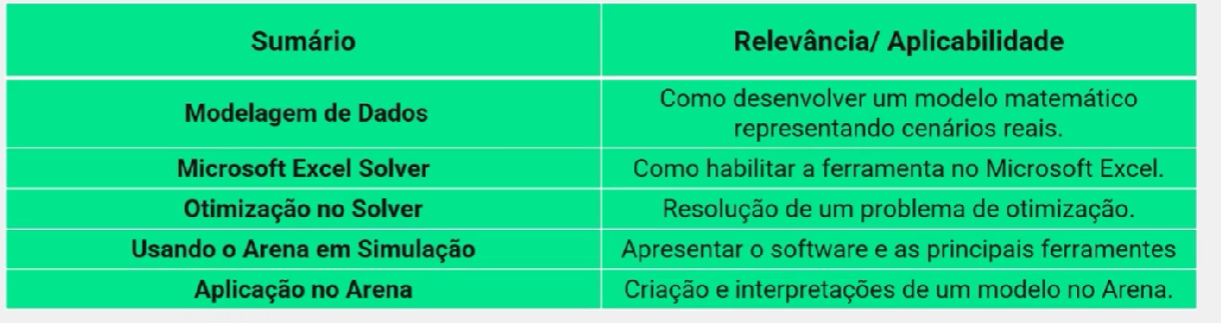 Sumário
Relevância/ Aplicabilidade
Modelagem de Dados
Como desenvolver um modelo matemático
representando cenários reais.
Microsoft Excel Solver
Como habilitar a ferramenta no Microsoft Excel.
Otimização no Solver
Resolução de um problema de otimização.
Usando o Arena em Simulação
Apresentar o software e as principais ferramentes
Aplicação no Arena
Criação e interpretações de um modelo no Arena.